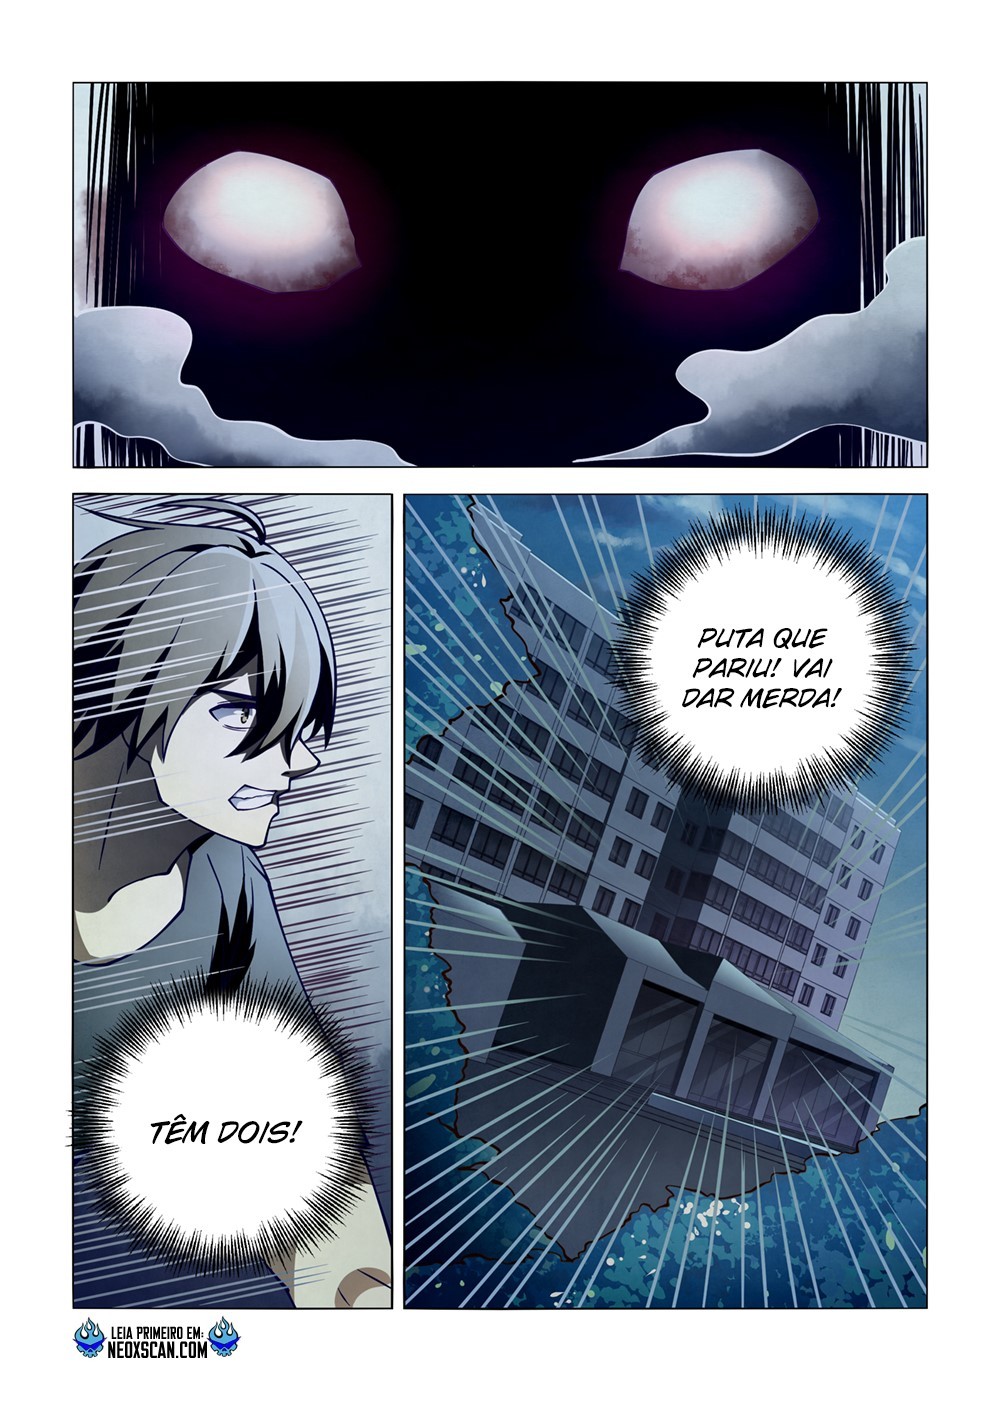 PUTA QUE
PARIU! VAI
DAR MERDA!
TÊM DOIS!
LEIA PRIMEIRO EM:
NEOXSCAN.COM